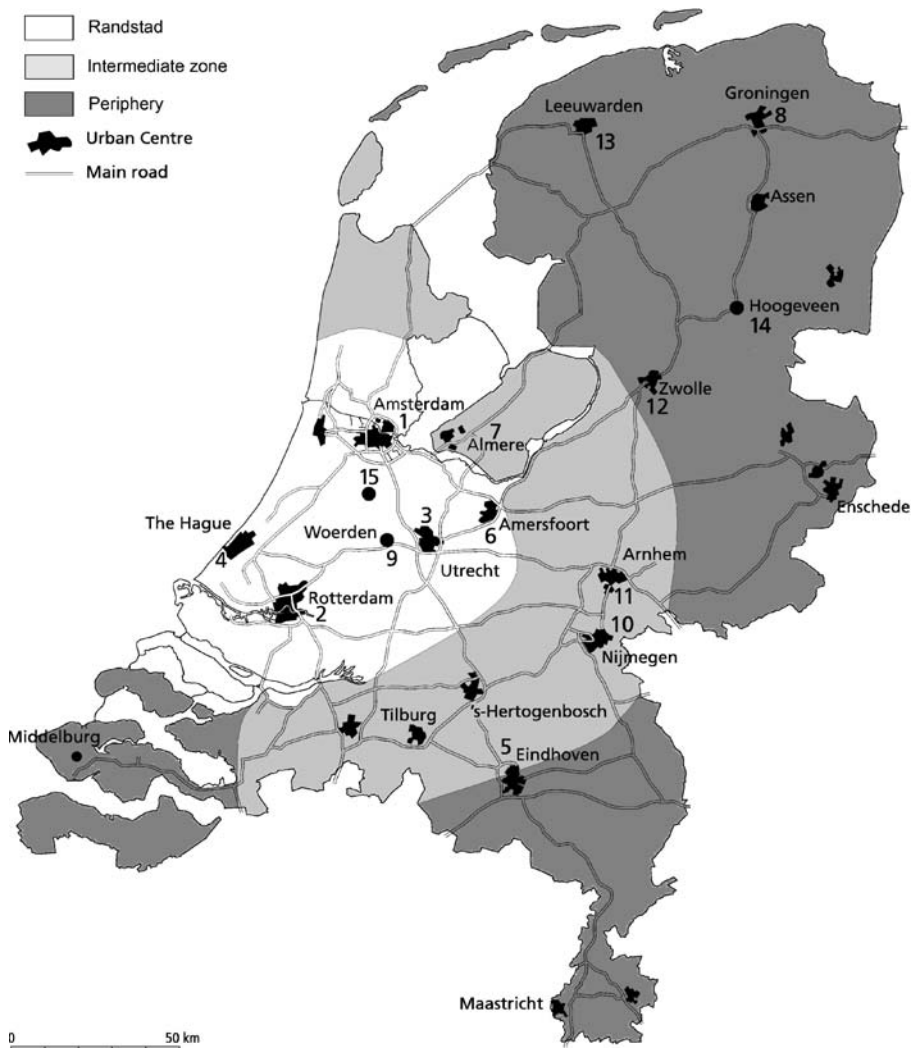 Randstad
Intermediate zone
Periphery
Urban Centre
Main road
Leeuwarden
13
Groningen
8
Assen
Hoogeveen
14
Zwolle
12
Amsterdam
1
7
Almere
15
The Hague
4
Woerden
9
3
Utrecht
Amersfoort
6
Enschede
Arnhem
11
10
Nijmegen
Rotterdam
2
's-Hertogenbosch
Tilburg
5
Eindhoven
Middelburg
Maastricht
0 50 km